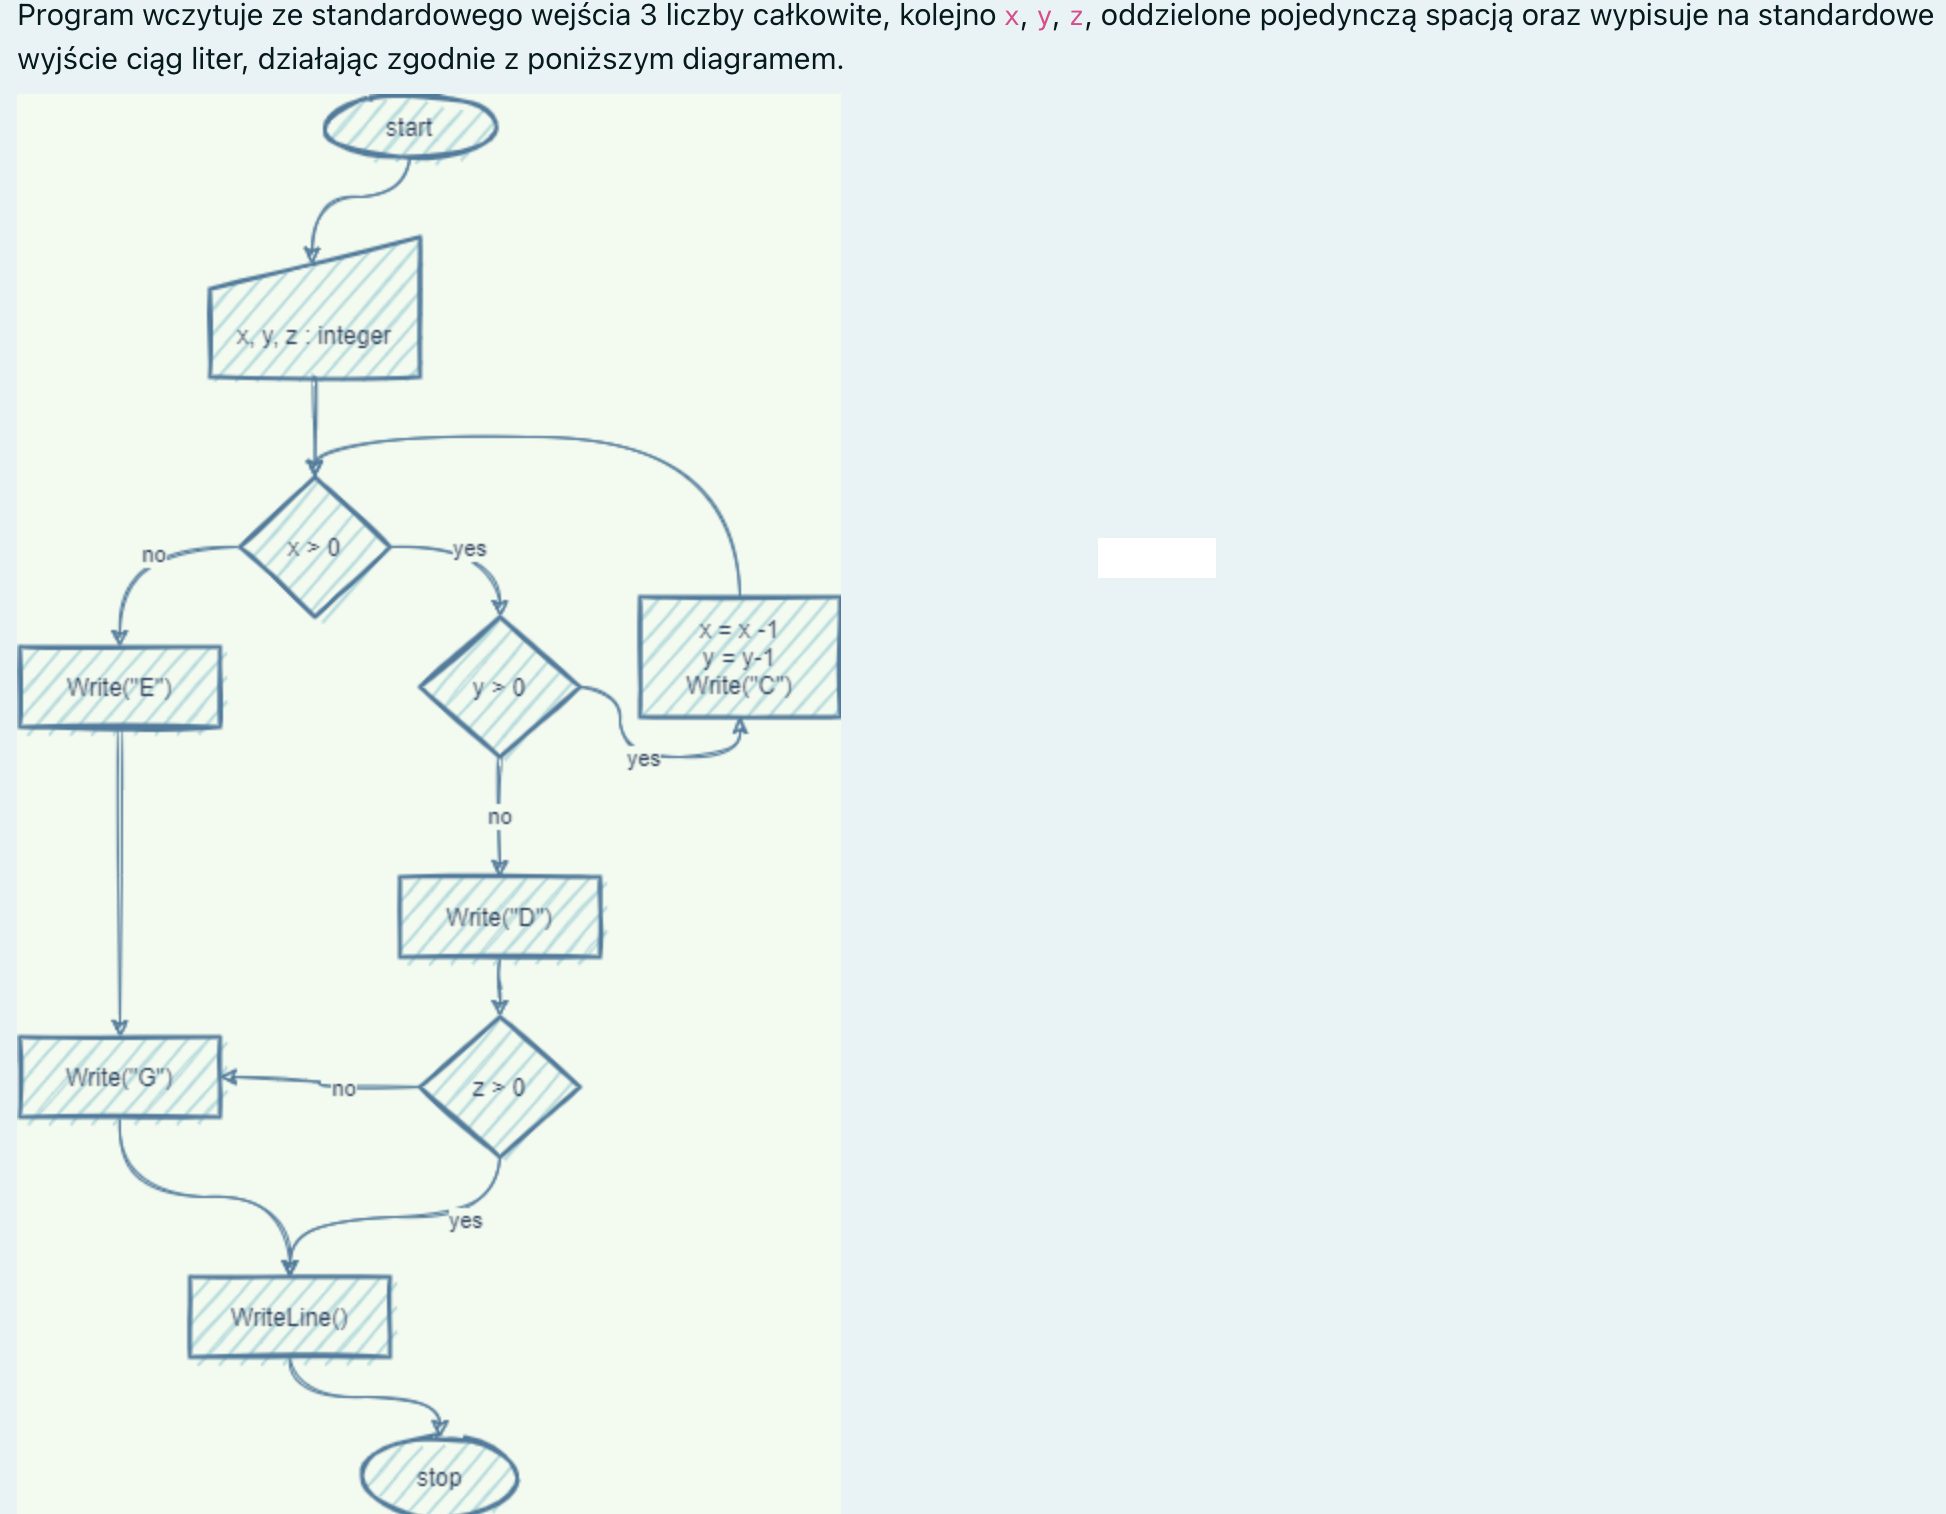 Program wczytuje ze standardowego wejścia 3 liczby całkowite, kolejno x, y, z, oddzielone pojedynczą spacją oraz wypisuje na standardowe
wyjście ciąg liter, działając zgodnie z poniższym diagramem.
start
x, y, z : integer
x > 0
no
yes
x = x -1
y = y-1
Write("C")
Write("E")
y > 0
yes
no
Write("D")
Write("G")
no
z > 0
yes
WriteLine()
stop